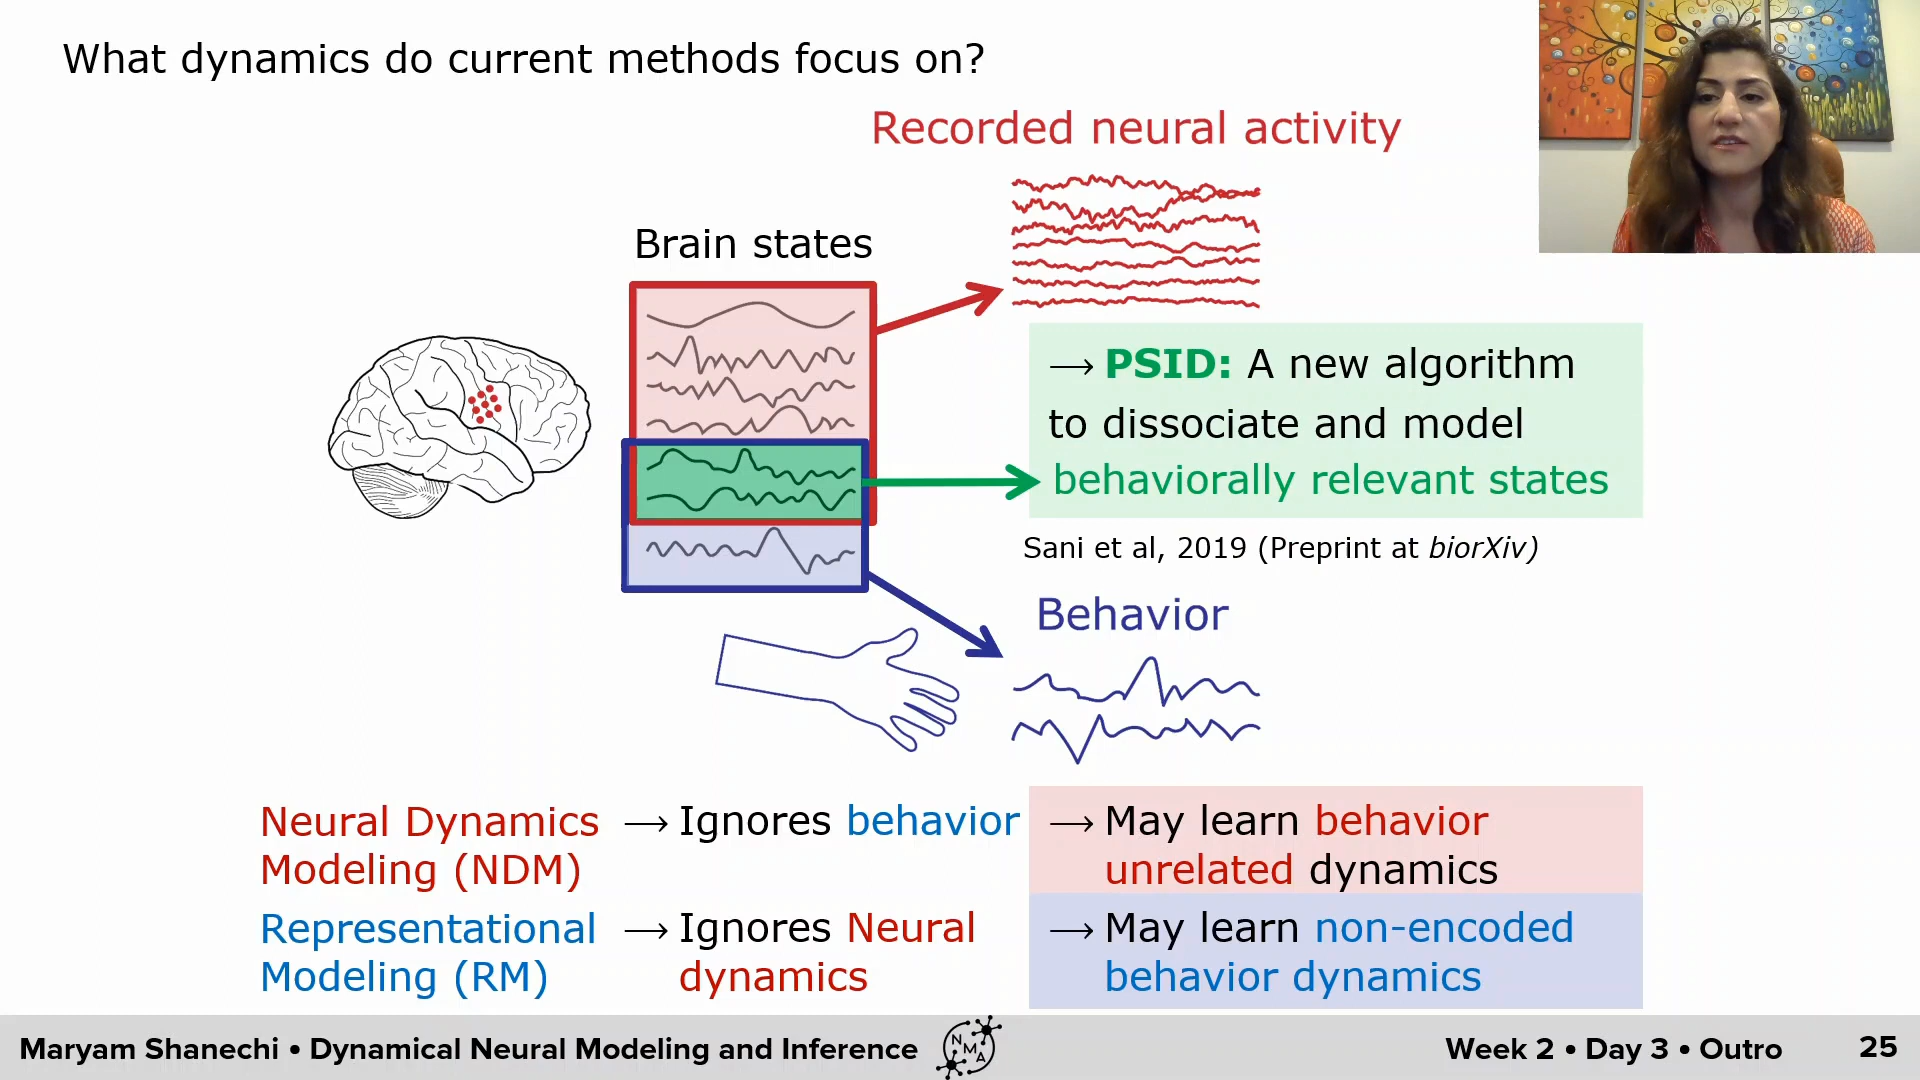 What dynamics do current methods focus on?
Recorded neural activity
Brain states
→ PSID: A new algorithm
to dissociate and model
behaviorally relevant states
Sani et al, 2019 (Preprint at biorXiv)
Behavior
Neural Dynamics → Ignores behavior → May learn behavior
Modeling (NDM) unrelated dynamics
Representational → Ignores Neural → May learn non-encoded
Modeling (RM) dynamics behavior dynamics
Maryam Shanechi • Dynamical Neural Modeling and Inference NMA Week 2 • Day 3 • Outro 25